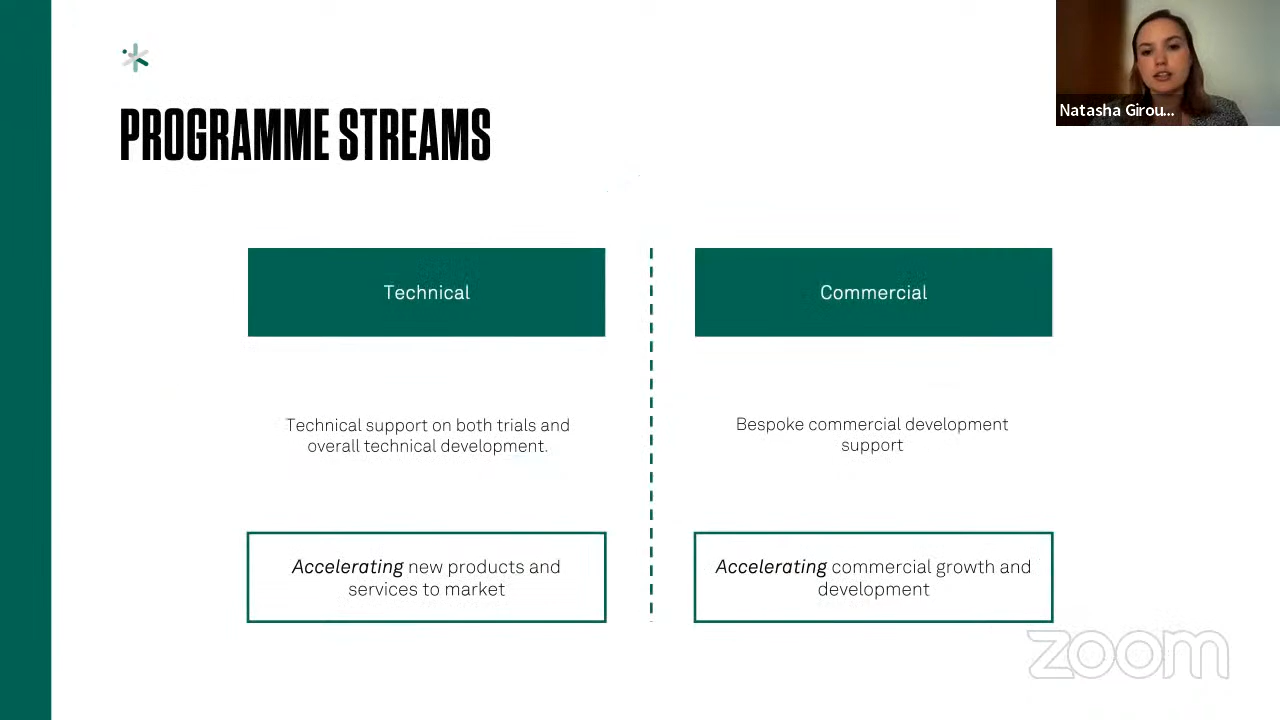 PROGRAMME STREAMS
Natasha Girou...
Technical
Commercial
Technical support on both trials and
overall technical development.
Bespoke commercial development
support
Accelerating new products and
services to market
Accelerating commercial growth and
development
zoom